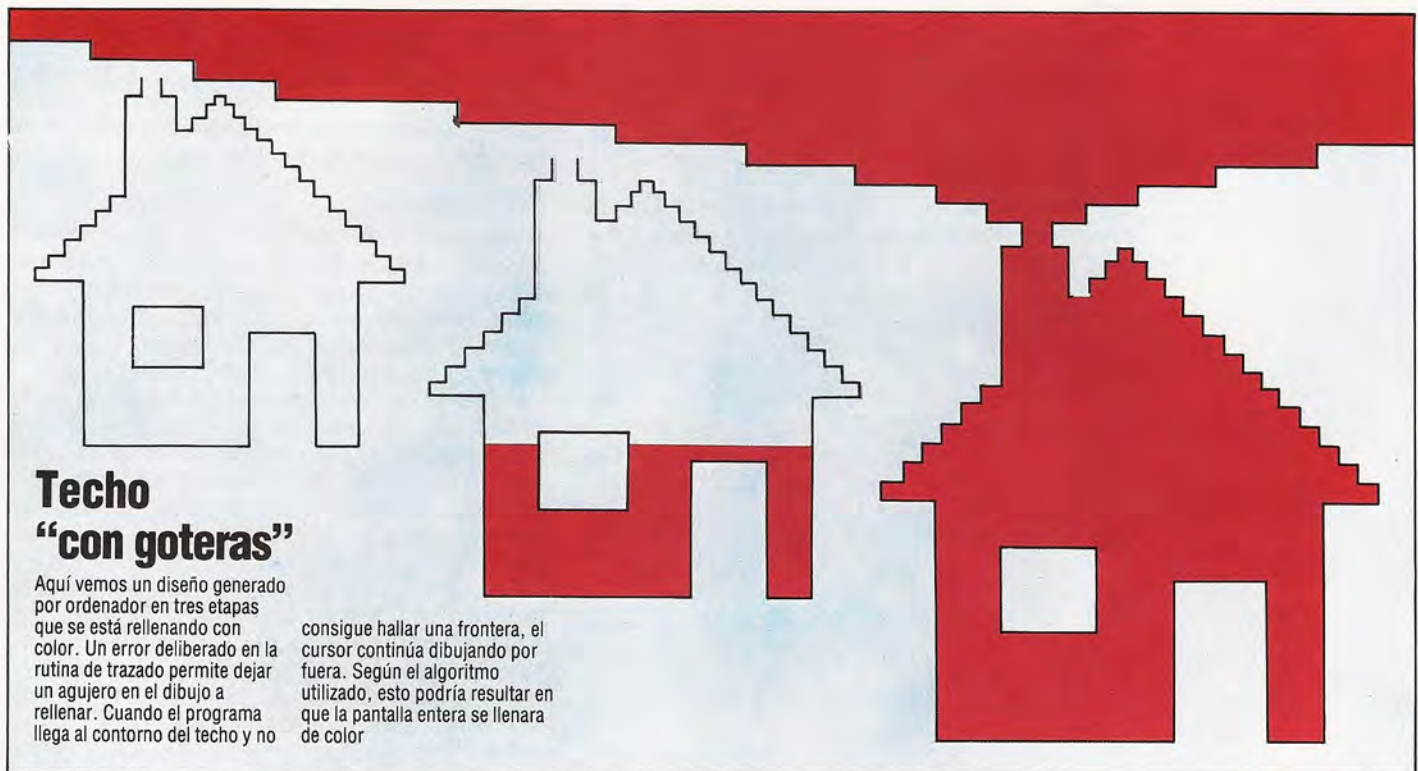 Techo
“con goteras”
Aquí vemos un diseño generado
por ordenador en tres etapas
que se está rellenando con
color. Un error deliberado en la
rutina de trazado permite dejar
un agujero en el dibujo a
rellenar. Cuando el programa
llega al contorno del techo y no
consigue hallar una frontera, el
cursor continúa dibujando por
fuera. Según el algoritmo
utilizado, esto podría resultar en
que la pantalla entera se llenara
de color